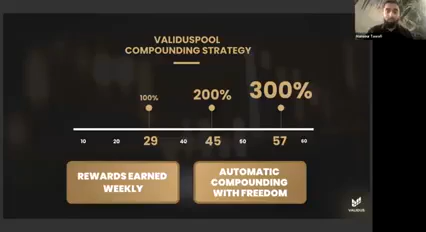 VALIDUSPOOL
COMPOUNDING STRATEGY
100% 200% 300%
10 20 29 40 45 50 57 60
REWARDS EARNED
WEEKLY
AUTOMATIC
COMPOUNDING
WITH FREEDOM
VALIDUS